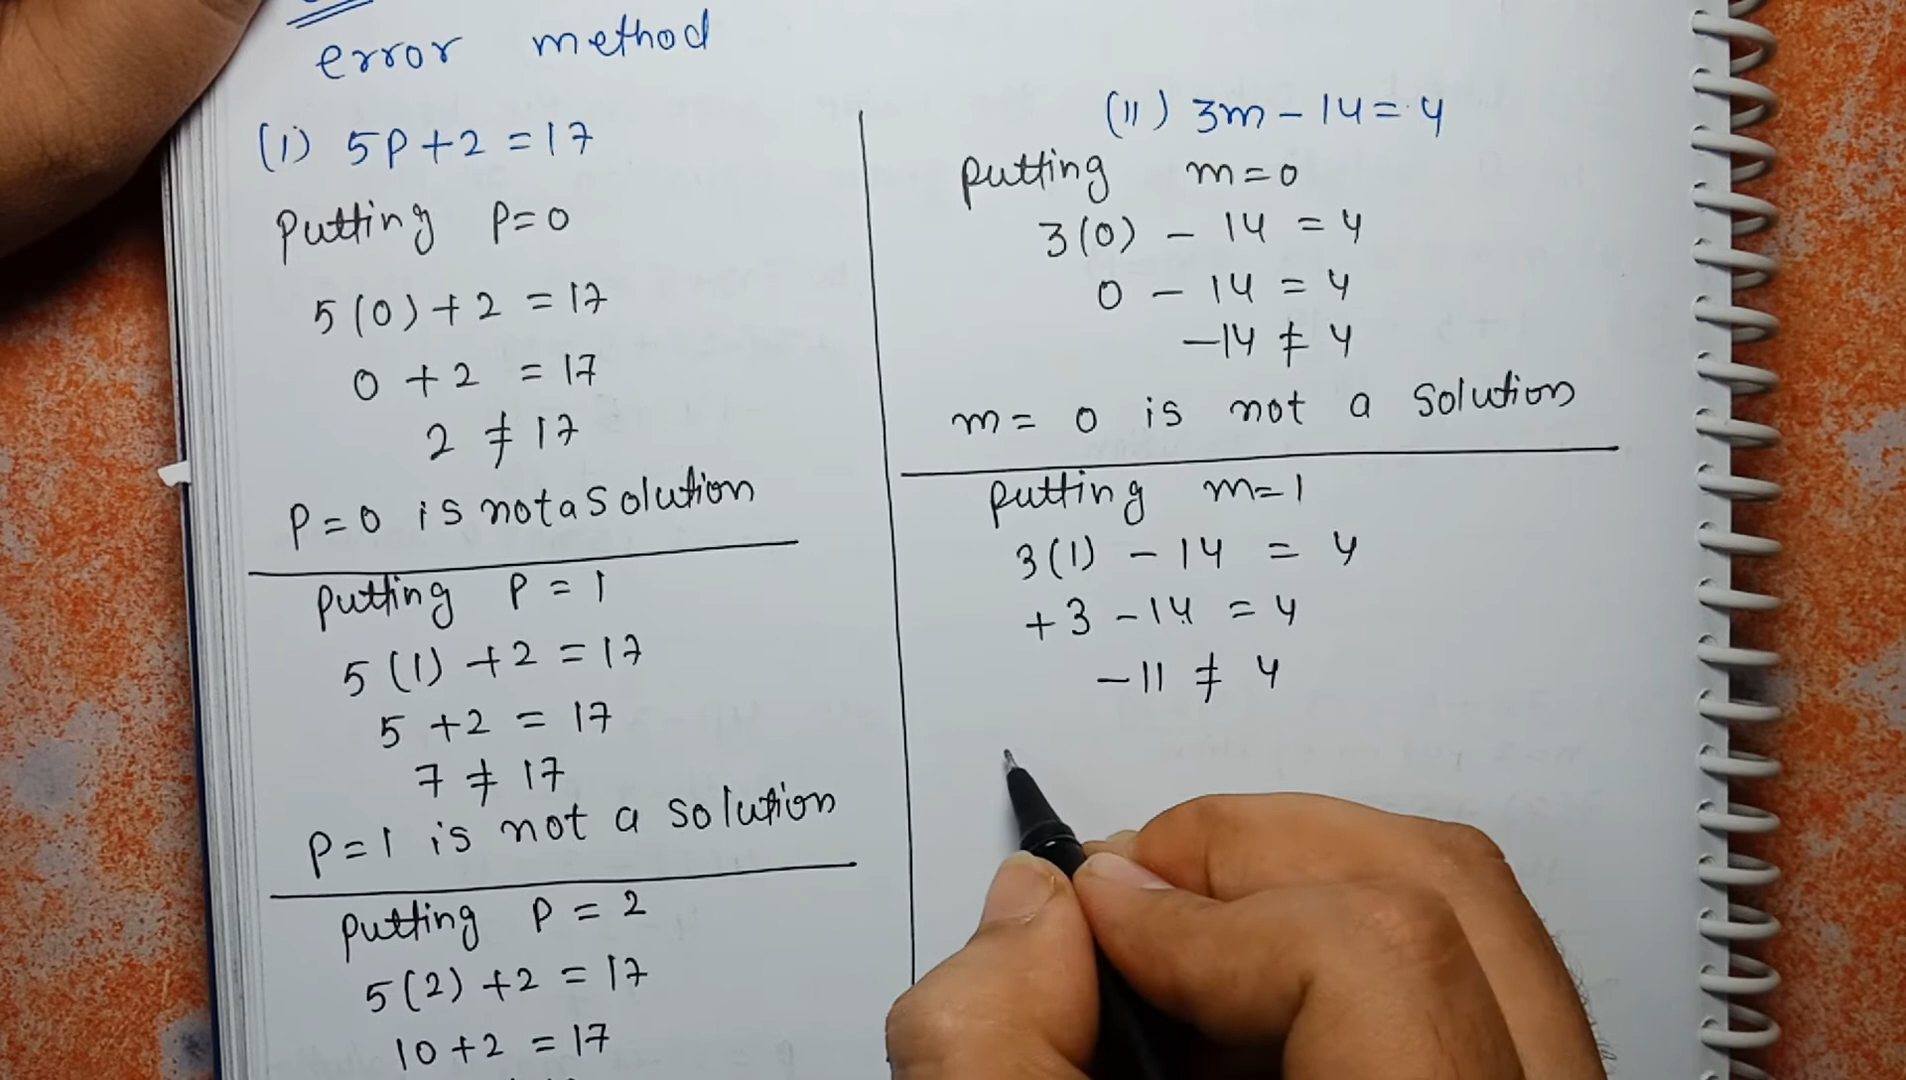 error method
(i) 5p+2 = 17
Putting P=0
5(0)+2 = 17
0 +2 = 17
2 ≠ 17
P=0 is not a solution
putting P = 1
5(1) +2 = 17
5 +2 = 17
7 ≠ 17
P=1 is not a solution
putting P = 2
5(2) +2 = 17
10+2 = 17
(ii) 3m - 14 = 4
putting m=0
3(0) - 14 = 4
0 - 14 = 4
-14 ≠ 4
m= 0 is not a solution
putting m=1
3(1) - 14 = 4
+3 -14 = 4
-11 ≠ 4